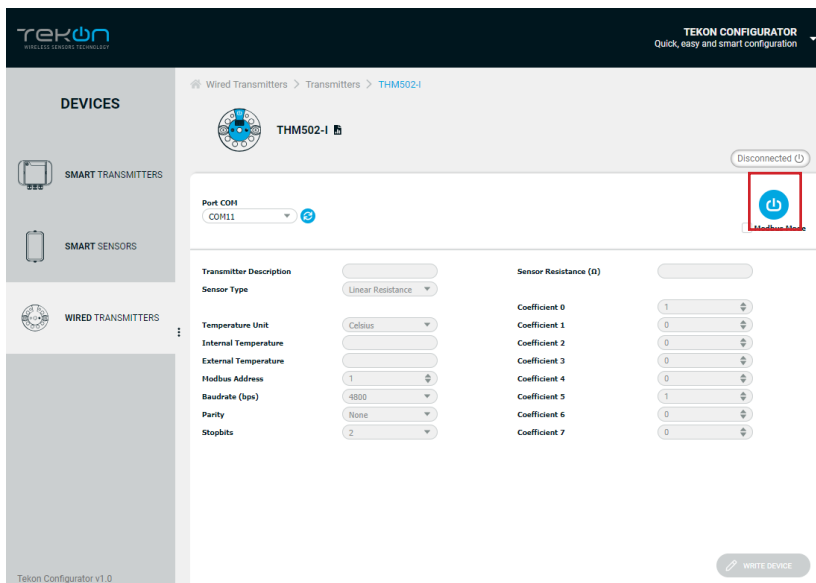 Tekon
WIRELESS SENSORS TECHNOLOGY
TEKON CONFIGURATOR
Quick, easy and smart configuration
DEVICES
SMART TRANSMITTERS
SMART SENSORS
WIRED TRANSMITTERS
Tekon Configurator v1.0
Wired Transmitters > Transmitters > THM502-I
THM502-I
Disconnected
Port COM
COM11
Modbus Mode
Transmitter Description
Sensor Type Linear Resistance
Temperature Unit Celsius
Internal Temperature
External Temperature
Modbus Address 1
Baudrate (bps) 4800
Parity None
Stopbits 2
Sensor Resistance (Ω)
Coefficient 0 1
Coefficient 1 0
Coefficient 2 0
Coefficient 3 0
Coefficient 4 0
Coefficient 5 1
Coefficient 6 0
Coefficient 7 0
WRITE DEVICE